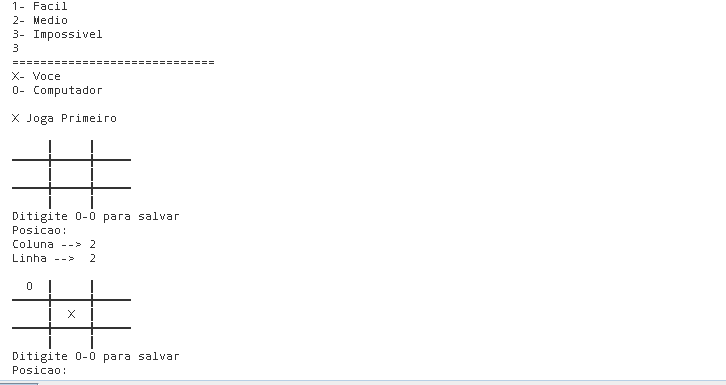 1- Facil
2- Medio
3- Impossivel
3
==============================
X- Voce
O- Computador
X Joga Primeiro
Ditigite 0-0 para salvar
Posicao:
Coluna --> 2
Linha -->  2
O
X
Ditigite 0-0 para salvar
Posicao: